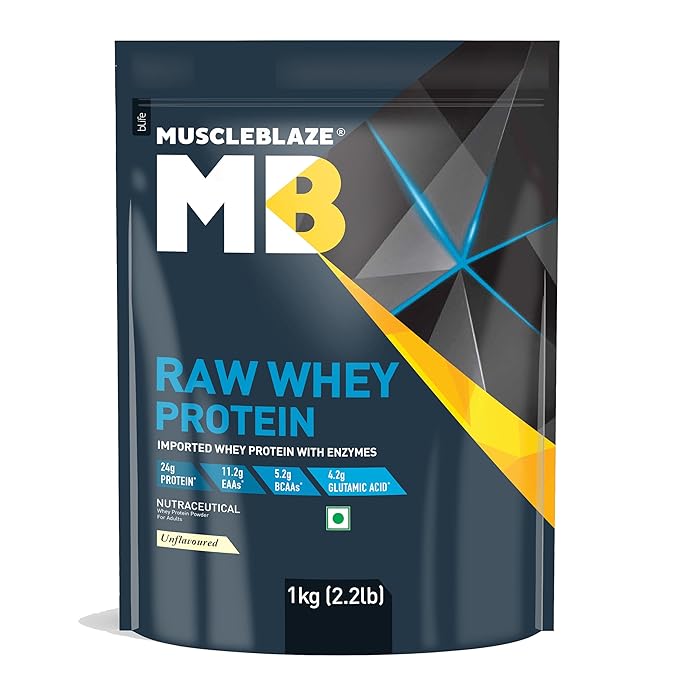 bLife
MUSCLEBLAZE®
MB
RAW WHEY
PROTEIN
IMPORTED WHEY PROTEIN WITH ENZYMES
24g
PROTEIN*
11.2g
EAAs*
5.2g
BCAAs*
4.2g
GLUTAMIC ACID*
NUTRACEUTICAL
Whey Protein Powder
For Adults
Unflavoured
1kg (2.2lb)